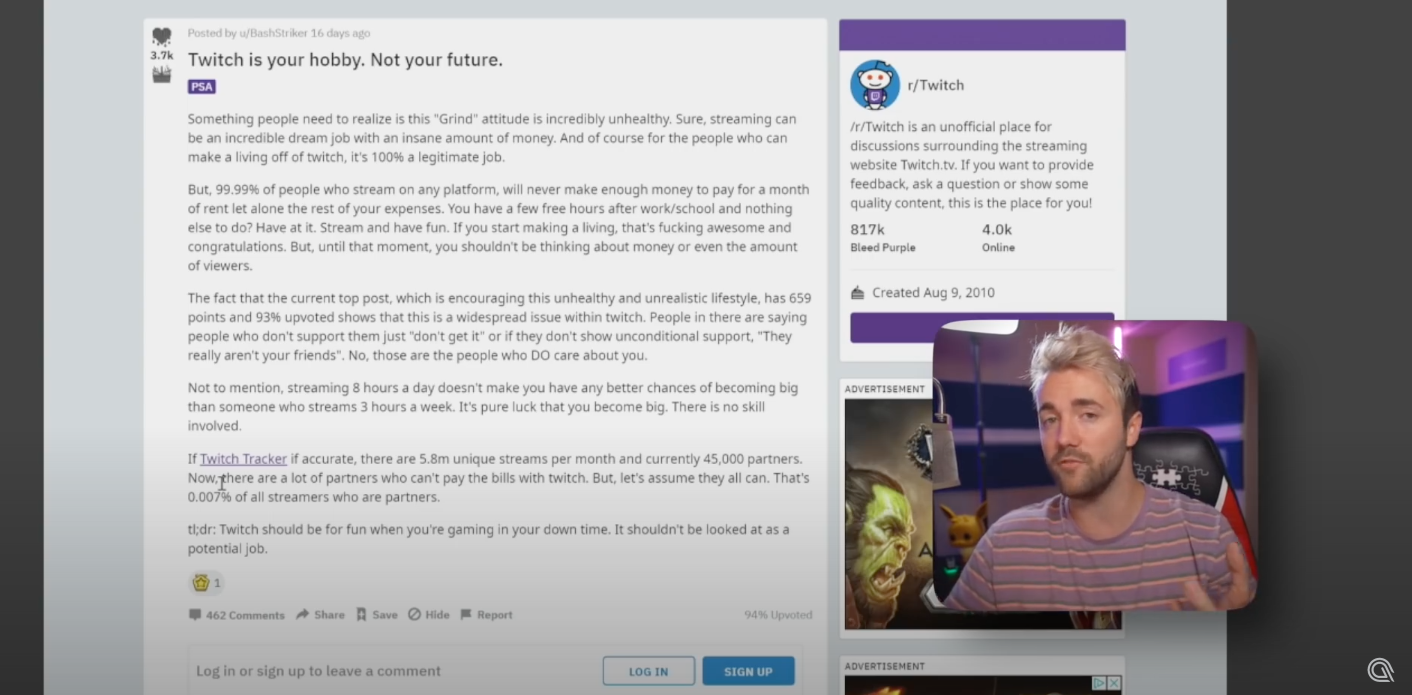 Posted by u/BashStriker 16 days ago
3.7k
Twitch is your hobby. Not your future.
PSA
Something people need to realize is this "Grind" attitude is incredibly unhealthy. Sure, streaming can
be an incredible dream job with an insane amount of money. And of course for the people who can
make a living off of twitch, it's 100% a legitimate job.
But, 99.99% of people who stream on any platform, will never make enough money to pay for a month
of rent let alone the rest of your expenses. You have a few free hours after work/school and nothing
else to do? Have at it. Stream and have fun. If you start making a living, that's fucking awesome and
congratulations. But, until that moment, you shouldn't be thinking about money or even the amount
of viewers.
The fact that the current top post, which is encouraging this unhealthy and unrealistic lifestyle, has 659
points and 93% upvoted shows that this is a widespread issue within twitch. People in there are saying
people who don't support them just "don't get it" or if they don't show unconditional support, "They
really aren't your friends". No, those are the people who DO care about you.
Not to mention, streaming 8 hours a day doesn't make you have any better chances of becoming big
than someone who streams 3 hours a week. It's pure luck that you become big. There is no skill
involved.
If Twitch Tracker if accurate, there are 5.8m unique streams per month and currently 45,000 partners.
Now, there are a lot of partners who can't pay the bills with twitch. But, let's assume they all can. That's
0.007% of all streamers who are partners.
tl;dr: Twitch should be for fun when you're gaming in your down time. It shouldn't be looked at as a
potential job.
1
462 Comments Share Save Hide Report 94% Upvoted
Log in or sign up to leave a comment LOG IN SIGN UP
r/Twitch
/r/Twitch is an unofficial place for
discussions surrounding the streaming
website Twitch.tv. If you want to provide
feedback, ask a question or show some
quality content, this is the place for you!
817k 4.0k
Bleed Purple Online
Created Aug 9, 2010
ADVERTISEMENT
A
ADVERTISEMENT